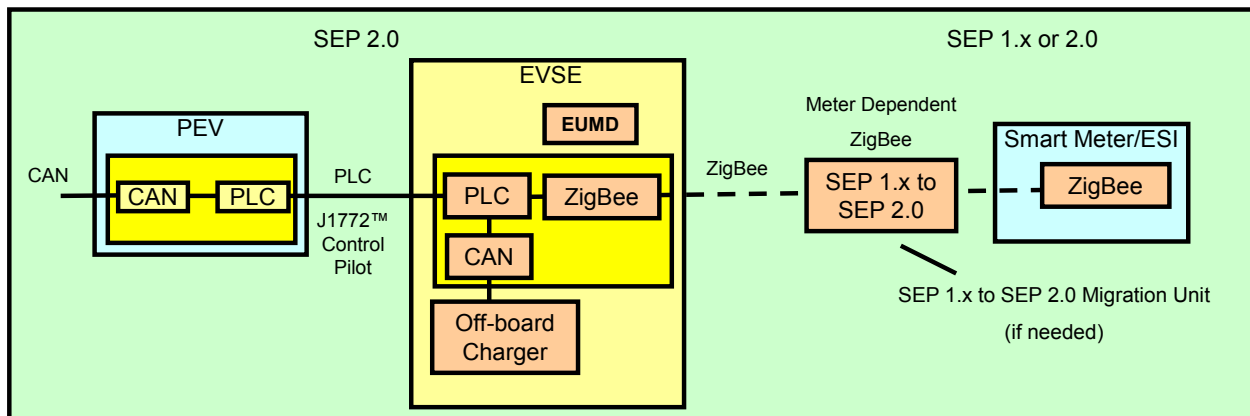 SEP 2.0
SEP 1.x or 2.0
EVSE
EUMD
Meter Dependent
ZigBee
PEV
Smart Meter/ESI
CAN
CAN
PLC
PLC
J1772™
Control
Pilot
PLC
ZigBee
CAN
Off-board
Charger
ZigBee
SEP 1.x to
SEP 2.0
ZigBee
SEP 1.x to SEP 2.0 Migration Unit
(if needed)